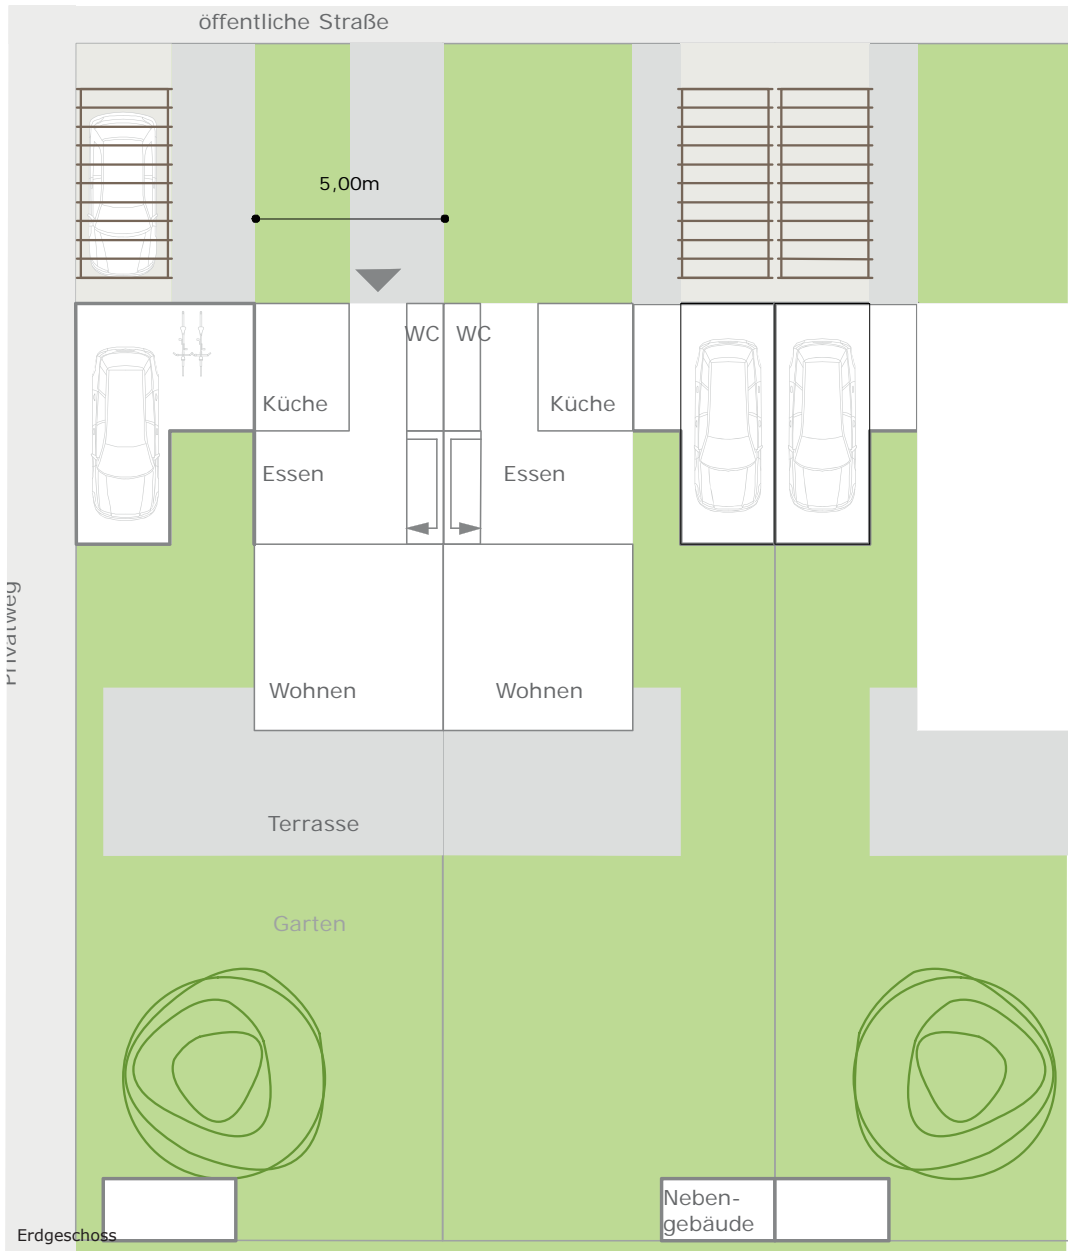 öffentliche Straße
5,00m
WC WC
Küche Küche
Essen Essen
Privatweg
Wohnen Wohnen
Terrasse
Garten
Neben-
gebäude
Erdgeschoss